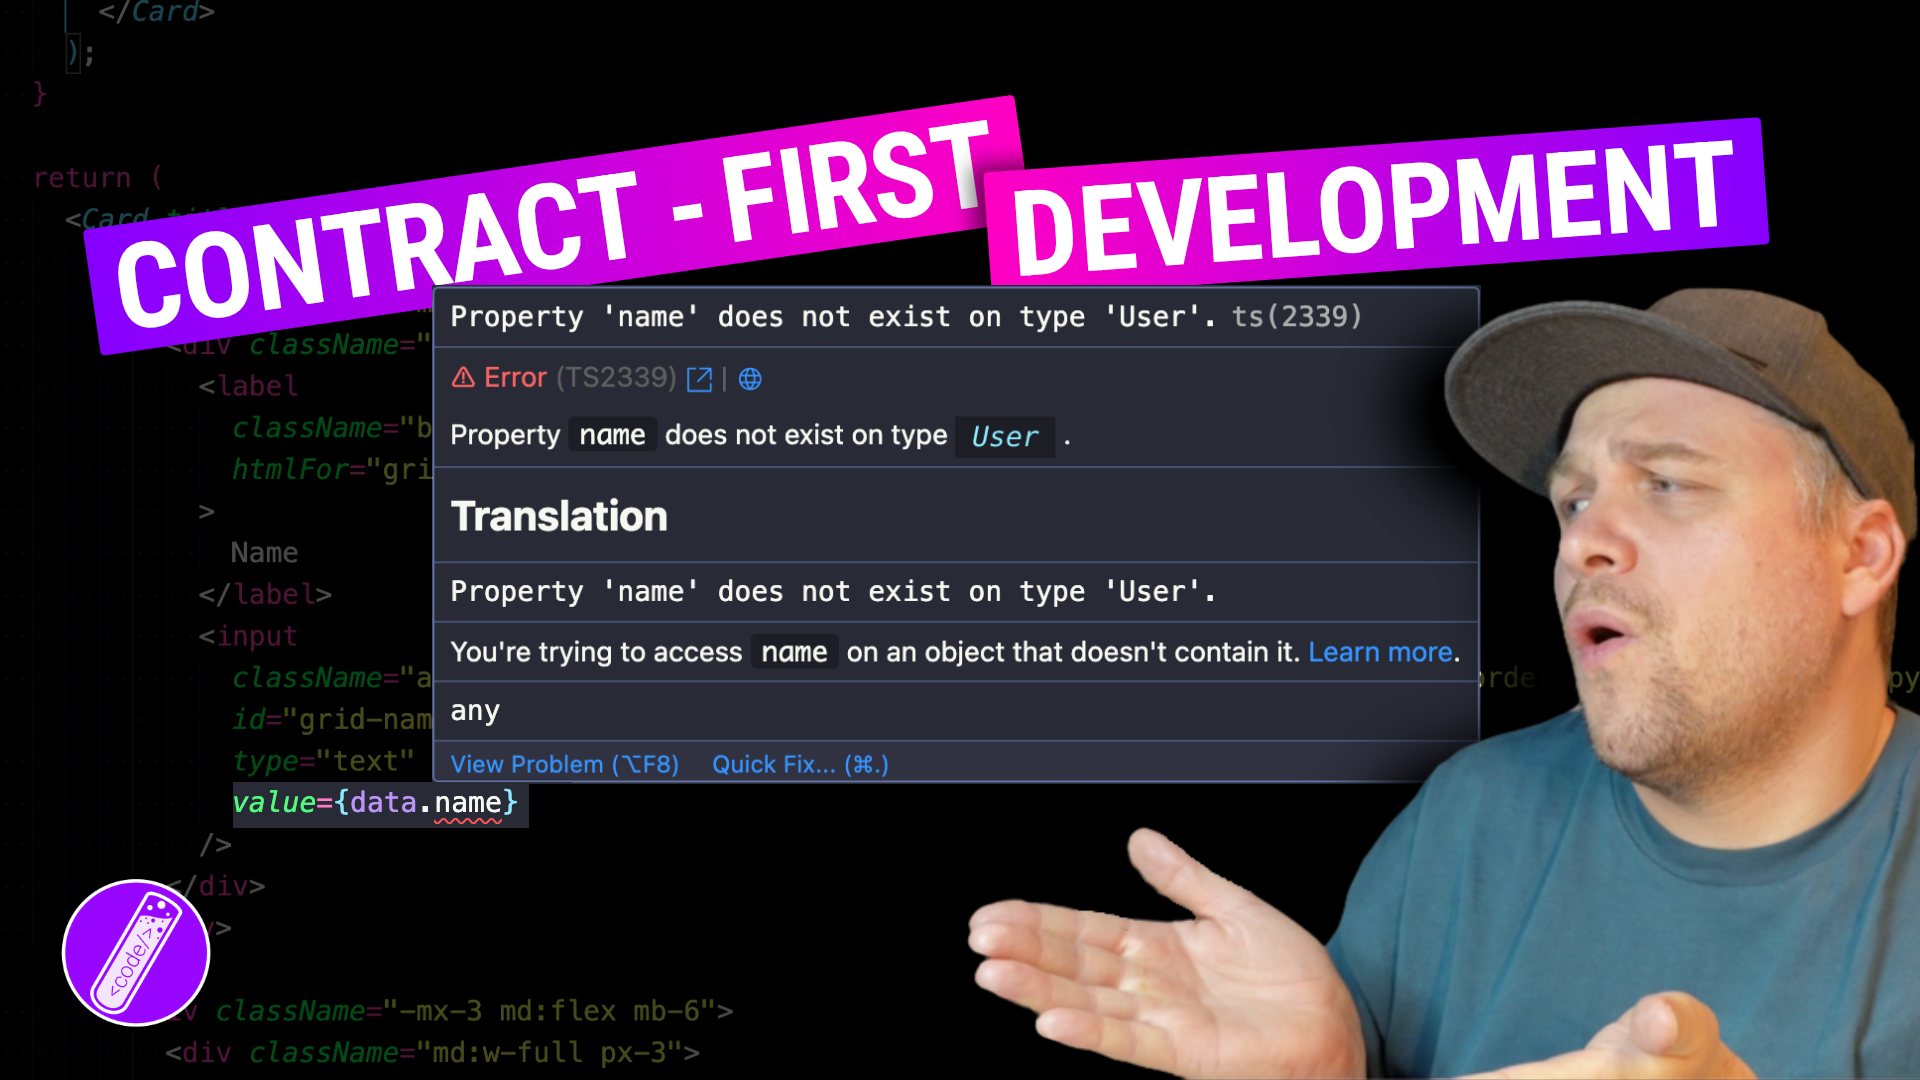 </Card>
);
}
return (
<Card
CONTRACT - FIRST
DEVELOPMENT
Property 'name' does not exist on type 'User'. ts(2339)
<div className="
<label
Error (TS2339) |
className="b
Property name does not exist on type User .
htmlFor="gri
>
Translation
Name
</label>
Property 'name' does not exist on type 'User'.
<input
You're trying to access name on an object that doesn't contain it. Learn more.
className="a
orde
py
id="grid-nam
any
type="text"
View Problem (⌥F8) Quick Fix... (⌘.)
value={data.name}
/>
</div>
>
<code/>
className="-mx-3 md:flex mb-6">
<div className="md:w-full px-3">